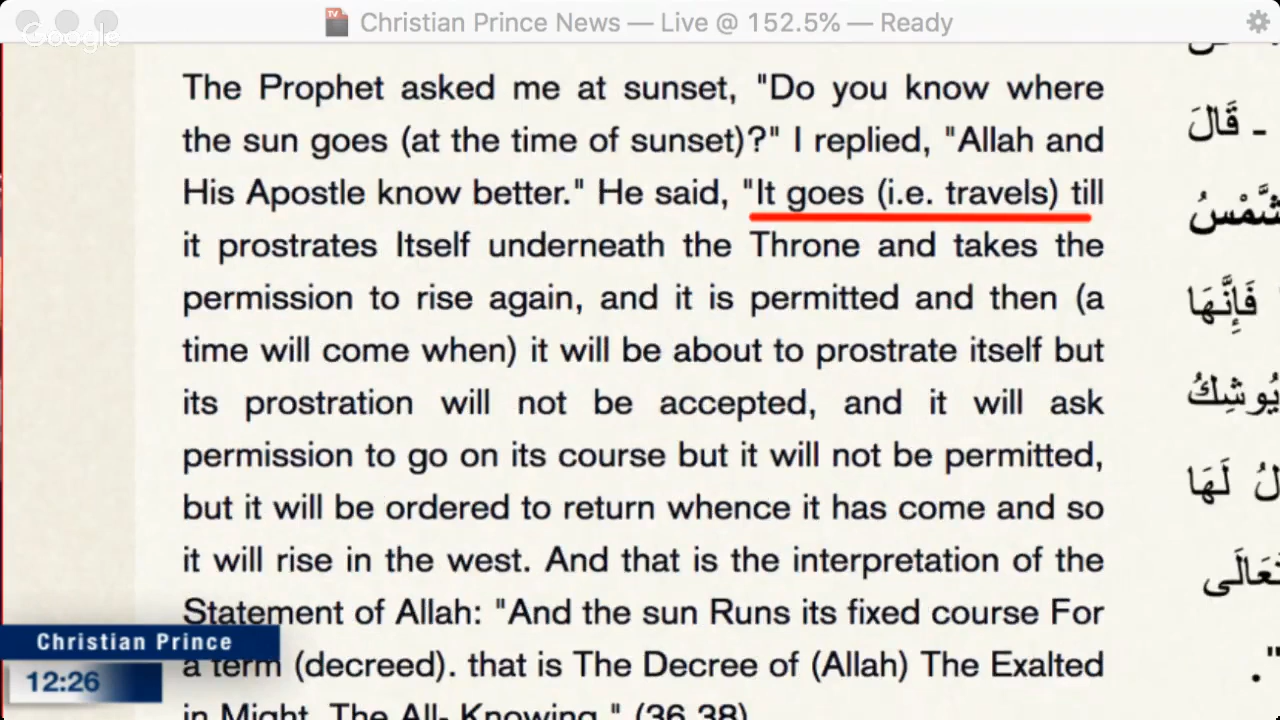 Christian Prince News — Live @ 152.5% — Ready
Google
The Prophet asked me at sunset, "Do you know where
the sun goes (at the time of sunset)?" I replied, "Allah and
His Apostle know better." He said, "It goes (i.e. travels) till
it prostrates Itself underneath the Throne and takes the
permission to rise again, and it is permitted and then (a
time will come when) it will be about to prostrate itself but
its prostration will not be accepted, and it will ask
permission to go on its course but it will not be permitted,
but it will be ordered to return whence it has come and so
it will rise in the west. And that is the interpretation of the
Statement of Allah: "And the sun Runs its fixed course For
a term (decreed). that is The Decree of (Allah) The Exalted
in Might, The All- Knowing." (36.38)
- قَالَ
فَإِنَّهَا
يُوشِكُ
لَهَا
Christian Prince
12:26